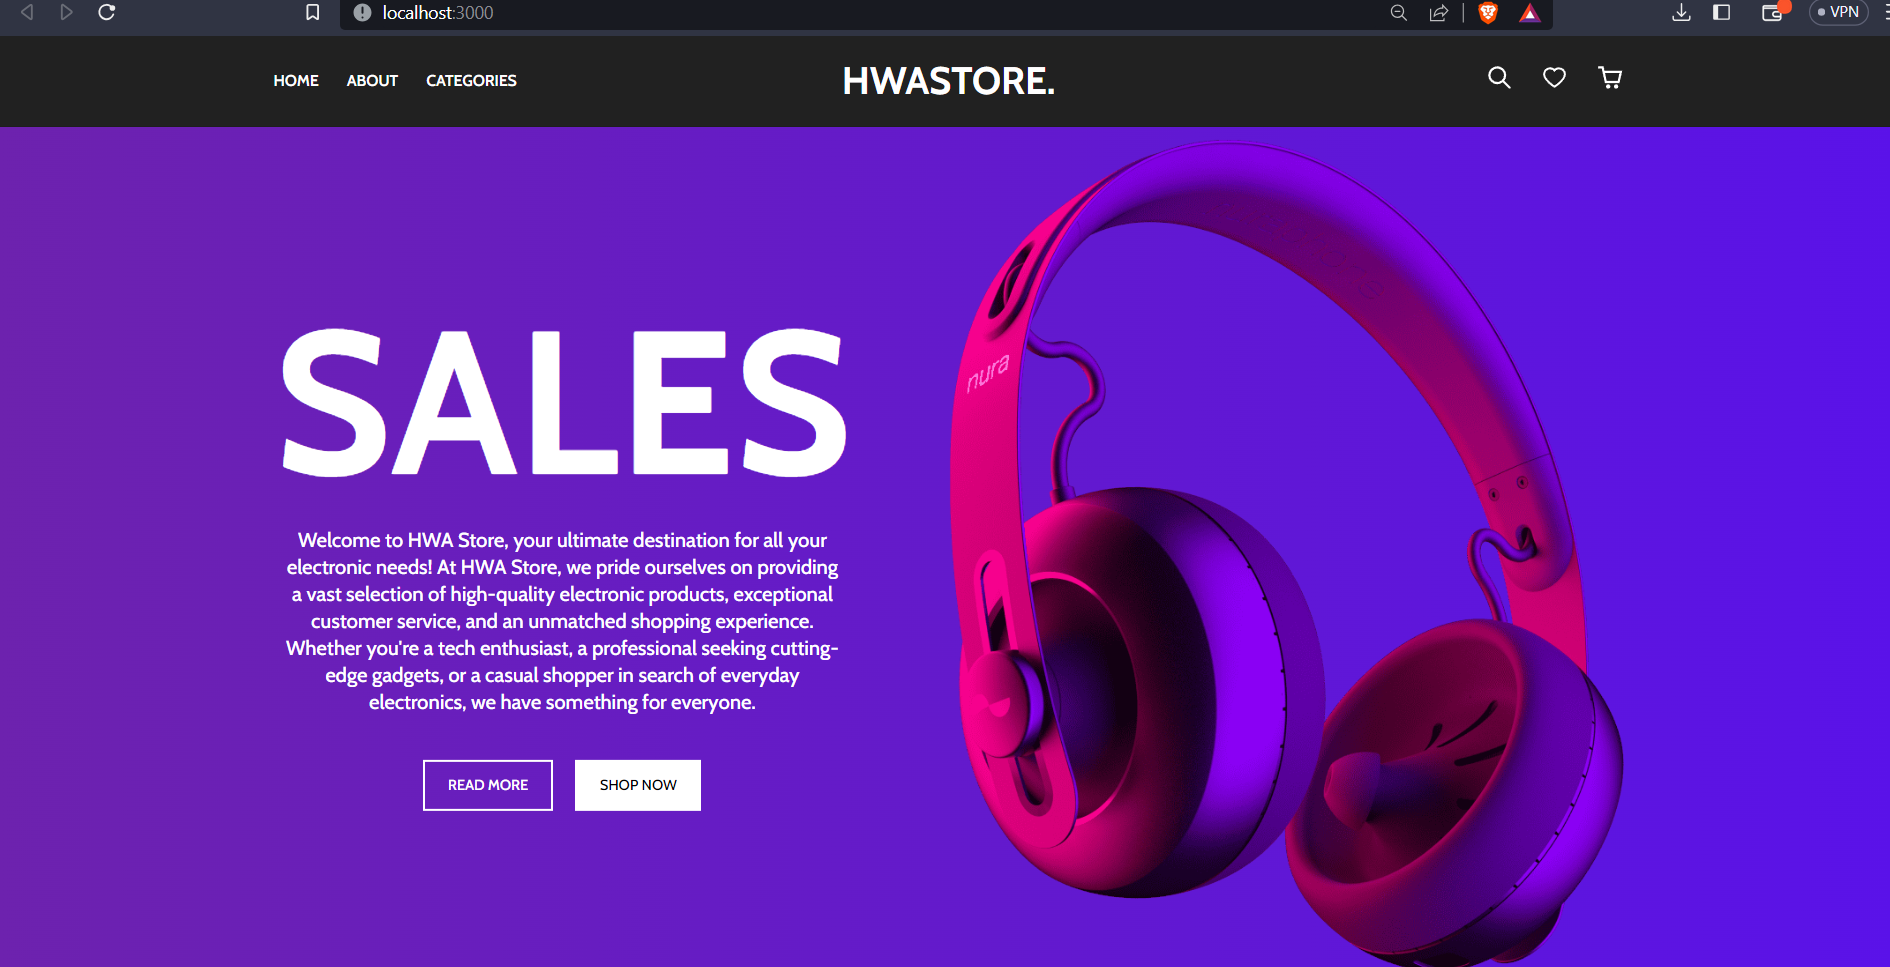 localhost:3000
VPN
HOME ABOUT CATEGORIES
HWASTORE.
SALES
nura
Welcome to HWA Store, your ultimate destination for all your
electronic needs! At HWA Store, we pride ourselves on providing
a vast selection of high-quality electronic products, exceptional
customer service, and an unmatched shopping experience.
Whether you're a tech enthusiast, a professional seeking cutting-
edge gadgets, or a casual shopper in search of everyday
electronics, we have something for everyone.
READ MORE
SHOP NOW